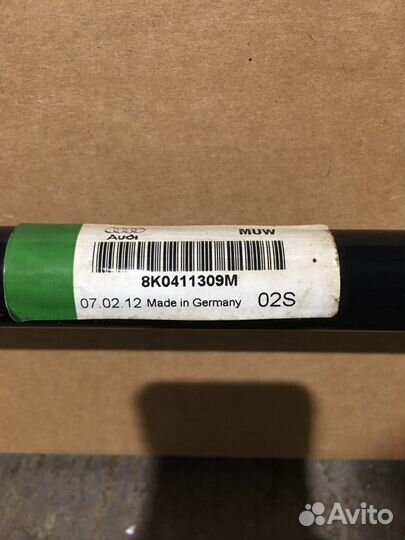 Audi
MUW
8K0411309M
07.02.12 Made in Germany 02S
Avito